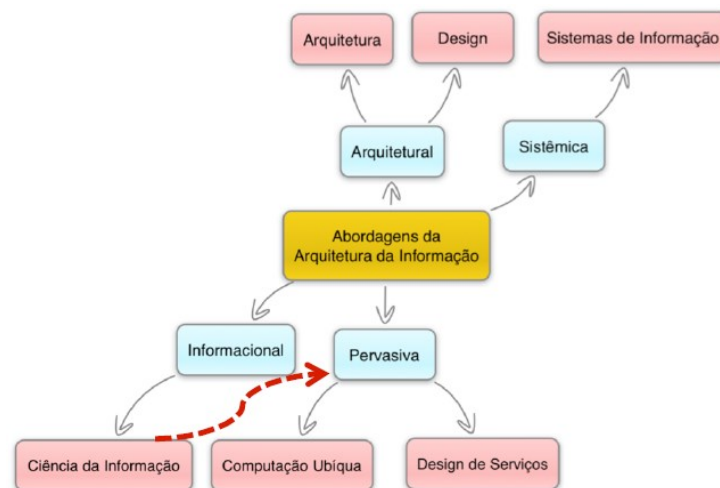 Arquitetura
Design
Sistemas de Informação
Arquitetural
Sistêmica
Abordagens da
Arquitetura da Informação
Informacional
Pervasiva
Ciência da Informação
Computação Ubíqua
Design de Serviços